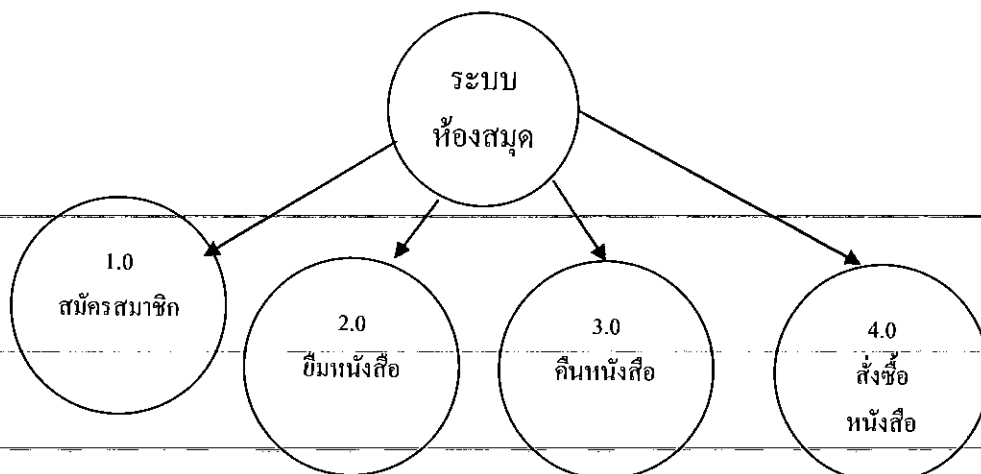 ระบบ
ห้องสมุด
1.0
สมัครสมาชิก
2.0
ยืมหนังสือ
3.0
คืนหนังสือ
4.0
สั่งซื้อ
หนังสือ